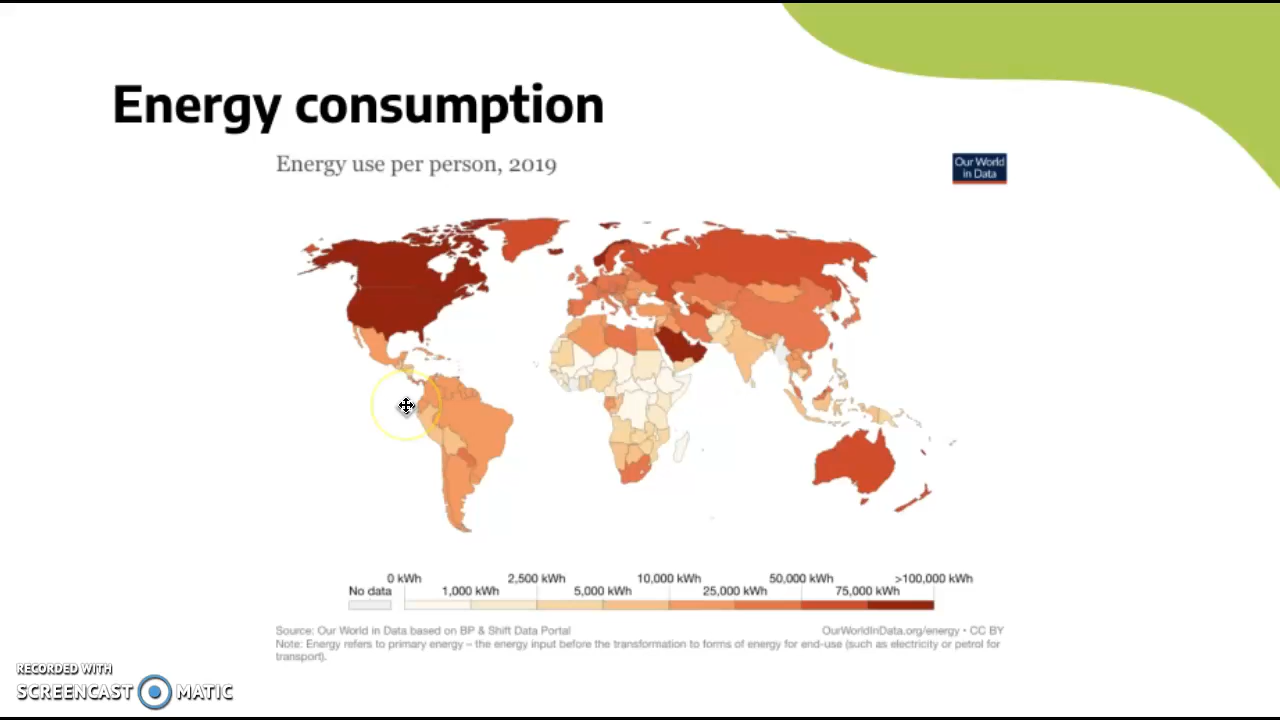 Energy consumption
Energy use per person, 2019
Our World
in Data
0 kWh 2,500 kWh 10,000 kWh 50,000 kWh >100,000 kWh
No data 1,000 kWh 5,000 kWh 25,000 kWh 75,000 kWh
Source: Our World in Data based on BP & Shift Data Portal OurWorldInData.org/energy • CC BY
Note: Energy refers to primary energy – the energy input before the transformation to forms of energy for end-use (such as electricity or petrol for
transport).
RECORDED WITH
SCREENCAST MATIC